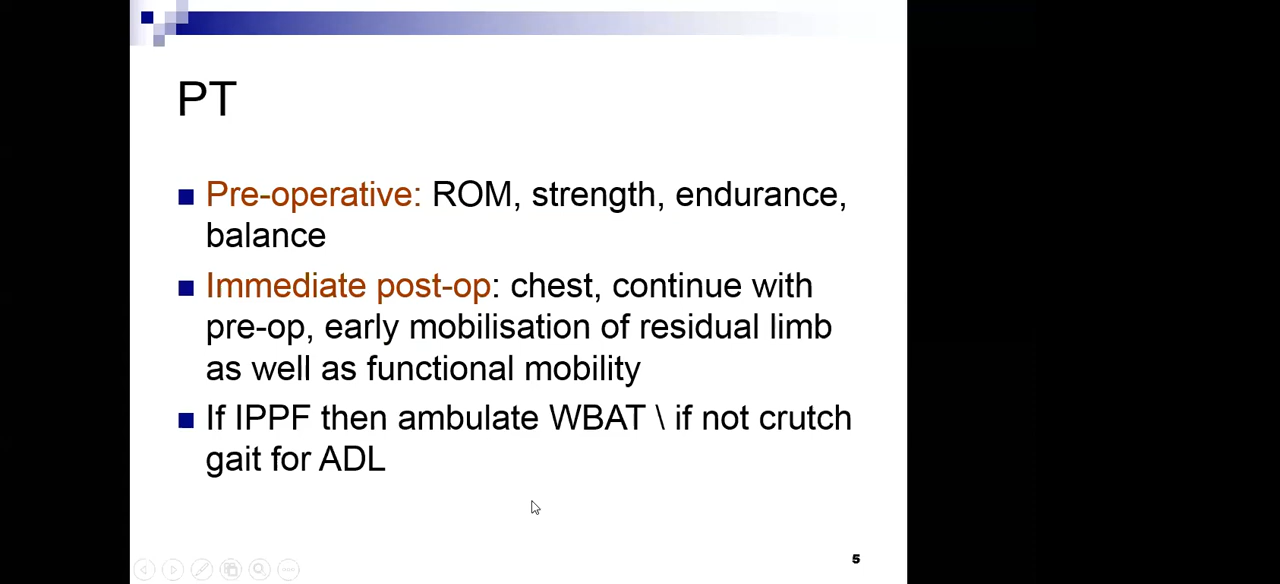 PT
Pre-operative: ROM, strength, endurance,
balance
Immediate post-op: chest, continue with
pre-op, early mobilisation of residual limb
as well as functional mobility
If IPPF then ambulate WBAT \ if not crutch
gait for ADL
5